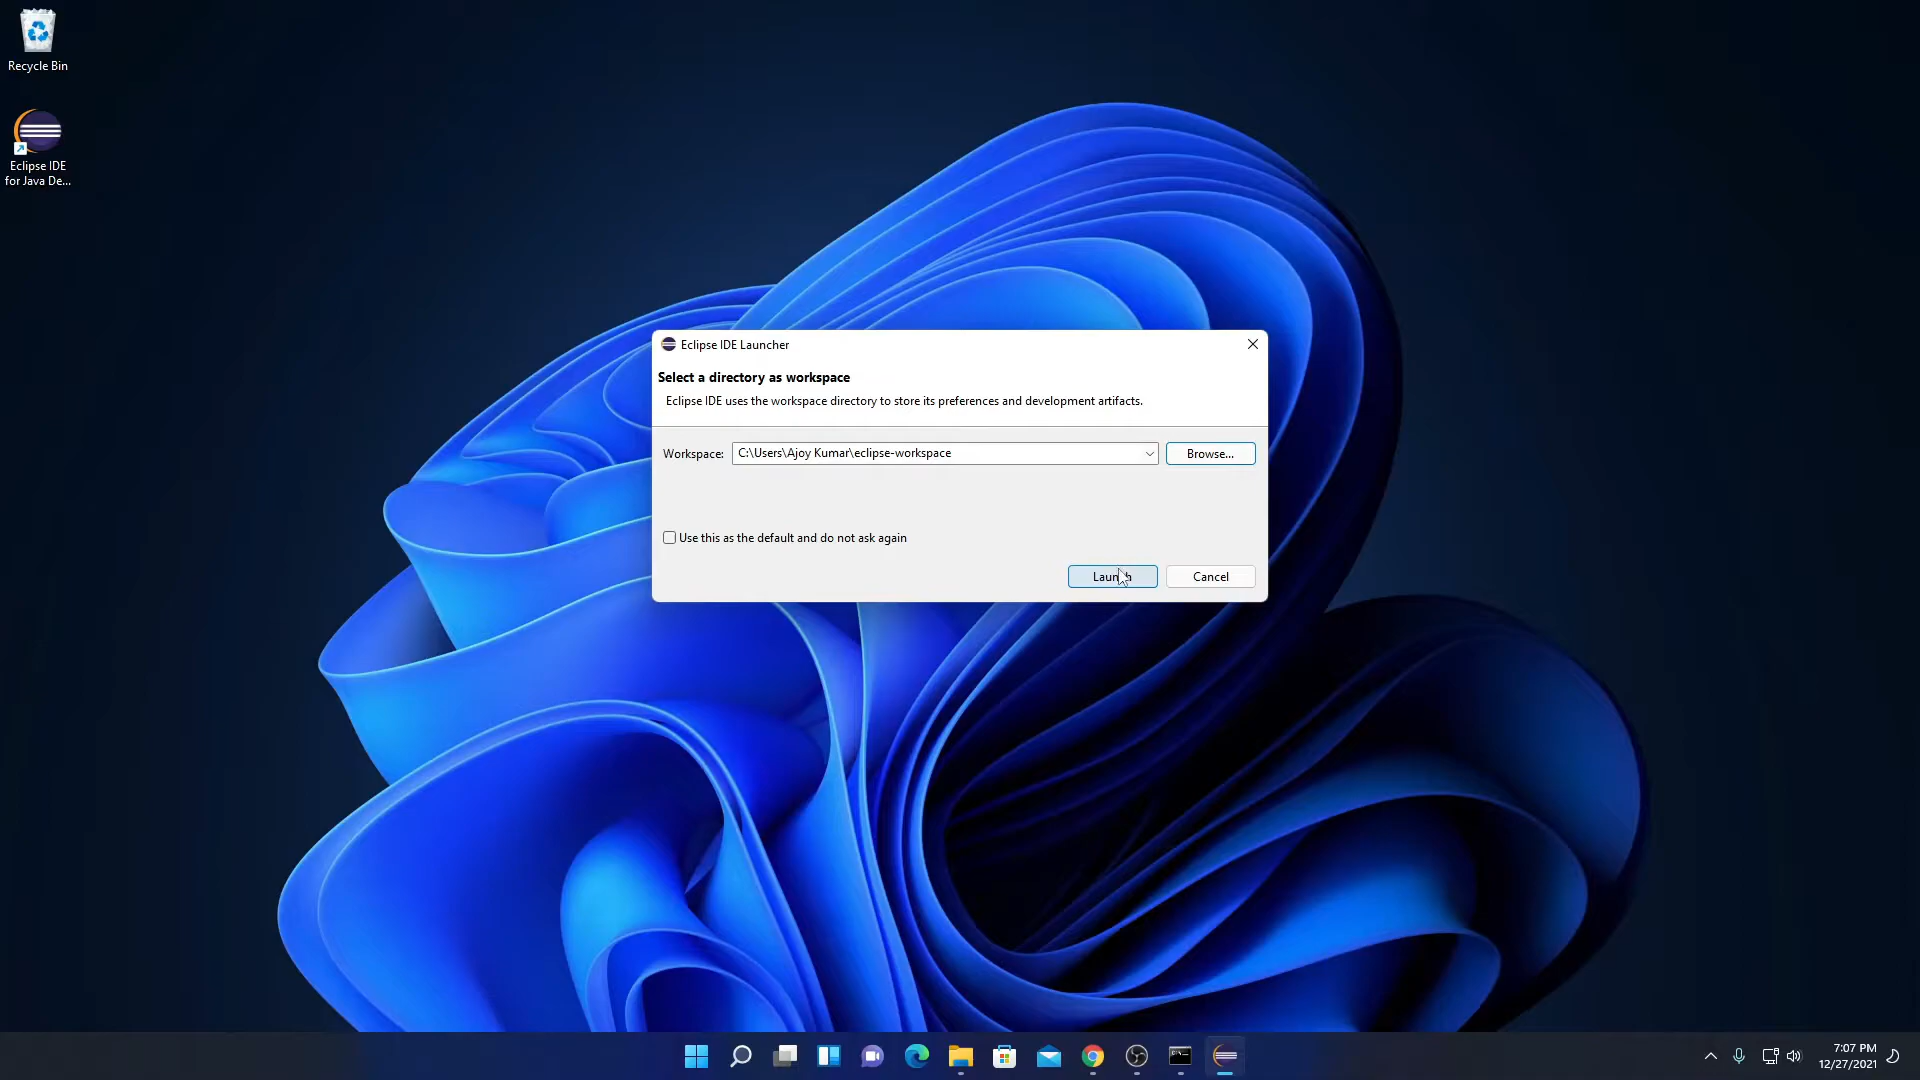 Recycle Bin
Eclipse IDE
for Java De...
Eclipse IDE Launcher
Select a directory as workspace
Eclipse IDE uses the workspace directory to store its preferences and development artifacts.
Workspace:
C:\Users\Ajoy Kumar\eclipse-workspace
Browse...
Use this as the default and do not ask again
Launch
Cancel
7:07 PM
12/27/2021